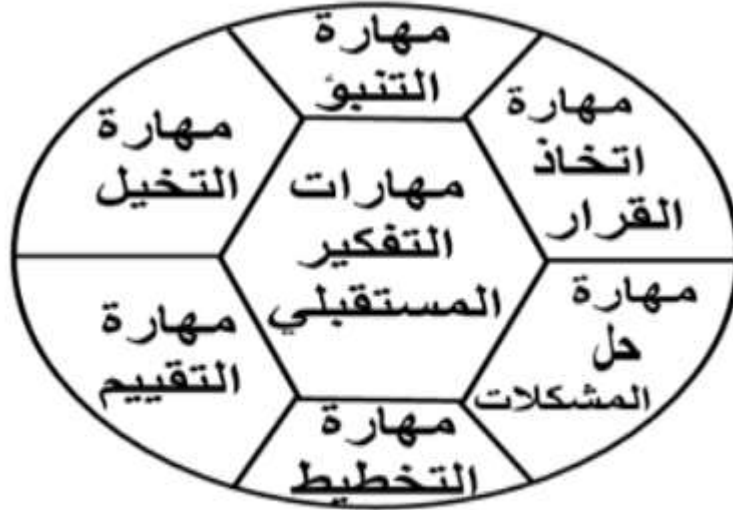 مهارة
التنبؤ
مهارة
اتخاذ
القرار
مهارة
التخيل
مهارات
التفكير
المستقبلي
مهارة
حل
المشكلات
مهارة
التقييم
مهارة
التخطيط